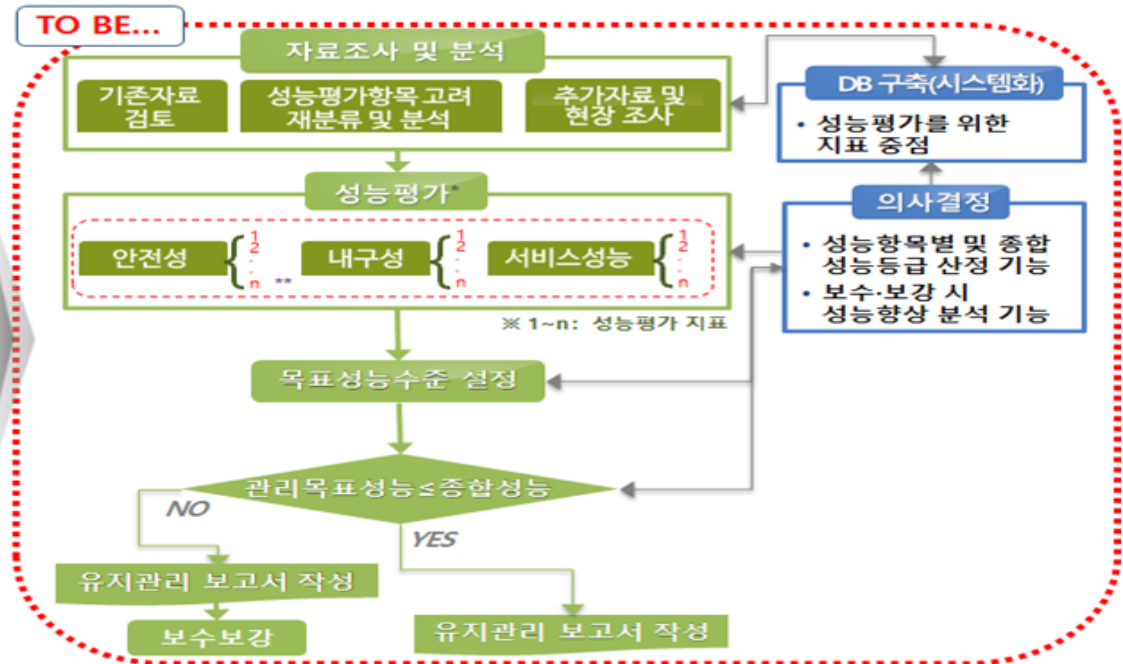 TO BE...
자료조사 및 분석
기존자료
검토
성능평가항목 고려
재분류 및 분석
추가자료 및
현장 조사
DB 구축(시스템화)
• 성능평가를 위한
지표 중점
성능평가*
안전성
1
2
.
.
n
**
내구성
1
2
.
.
n
서비스성능
1
2
.
.
n
※ 1~n: 성능평가 지표
의사결정
• 성능항목별 및 종합
성능등급 산정 기능
• 보수·보강 시
성능향상 분석 기능
목표성능수준 설정
관리목표성능≤종합성능
NO
YES
유지관리 보고서 작성
보수보강
유지관리 보고서 작성